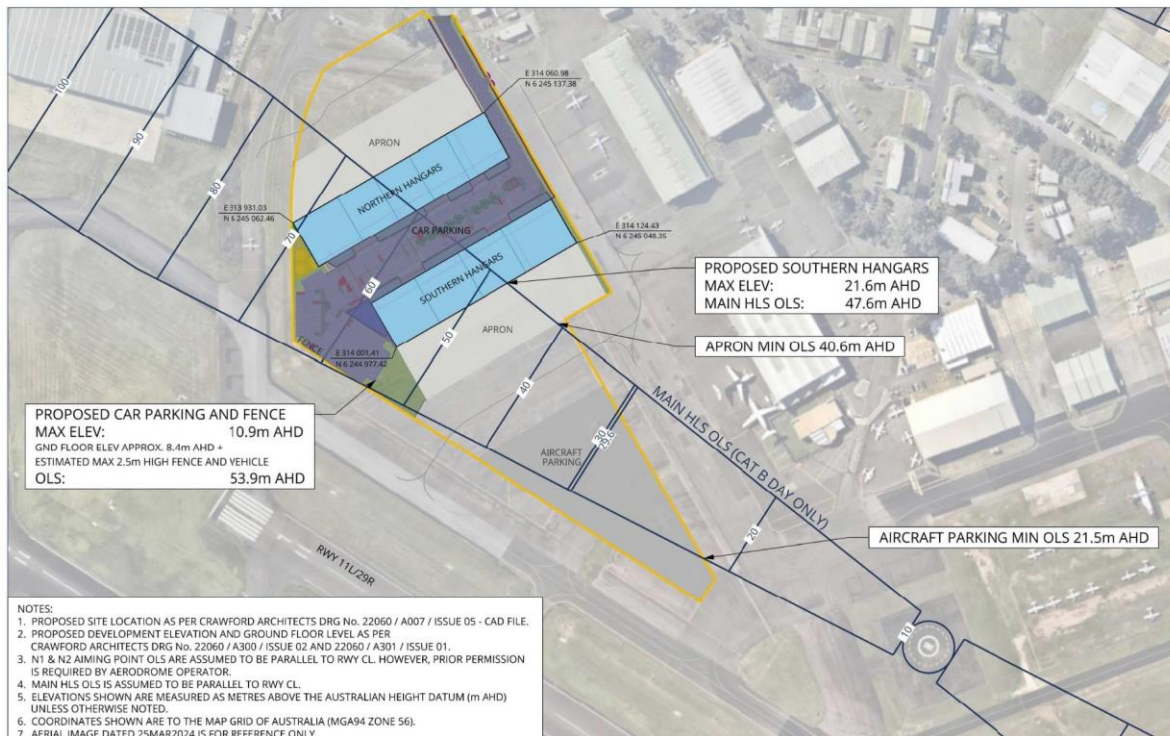 100
90
80
70
60
50
40
30
29.6
20
10
E 314 060.98
N 6 245 137.38
APRON
NORTHERN HANGARS
E 313 931.03
N 6 245 062.46
CAR PARKING
E 314 124.43
N 6 245 048.35
SOUTHERN HANGARS
PROPOSED SOUTHERN HANGARS
MAX ELEV: 21.6m AHD
MAIN HLS OLS: 47.6m AHD
APRON
APRON MIN OLS 40.6m AHD
FENCE
E 314 001.41
N 6 244 977.42
PROPOSED CAR PARKING AND FENCE
MAX ELEV: 10.9m AHD
GND FLOOR ELEV APPROX. 8.4m AHD +
ESTIMATED MAX 2.5m HIGH FENCE AND VEHICLE
OLS: 53.9m AHD
MAIN HLS OLS (CAT B DAY ONLY)
AIRCRAFT
PARKING
AIRCRAFT PARKING MIN OLS 21.5m AHD
RWY 11L/29R
NOTES:
1. PROPOSED SITE LOCATION AS PER CRAWFORD ARCHITECTS DRG No. 22060 / A007 / ISSUE 05 - CAD FILE.
2. PROPOSED DEVELOPMENT ELEVATION AND GROUND FLOOR LEVEL AS PER
CRAWFORD ARCHITECTS DRG No. 22060 / A300 / ISSUE 02 AND 22060 / A301 / ISSUE 01.
3. N1 & N2 AIMING POINT OLS ARE ASSUMED TO BE PARALLEL TO RWY CL. HOWEVER, PRIOR PERMISSION
IS REQUIRED BY AERODROME OPERATOR.
4. MAIN HLS OLS IS ASSUMED TO BE PARALLEL TO RWY CL.
5. ELEVATIONS SHOWN ARE MEASURED AS METRES ABOVE THE AUSTRALIAN HEIGHT DATUM (m AHD)
UNLESS OTHERWISE NOTED.
6. COORDINATES SHOWN ARE TO THE MAP GRID OF AUSTRALIA (MGA94 ZONE 56).
7. AERIAL IMAGE DATED 25MAR2024 IS FOR REFERENCE ONLY.